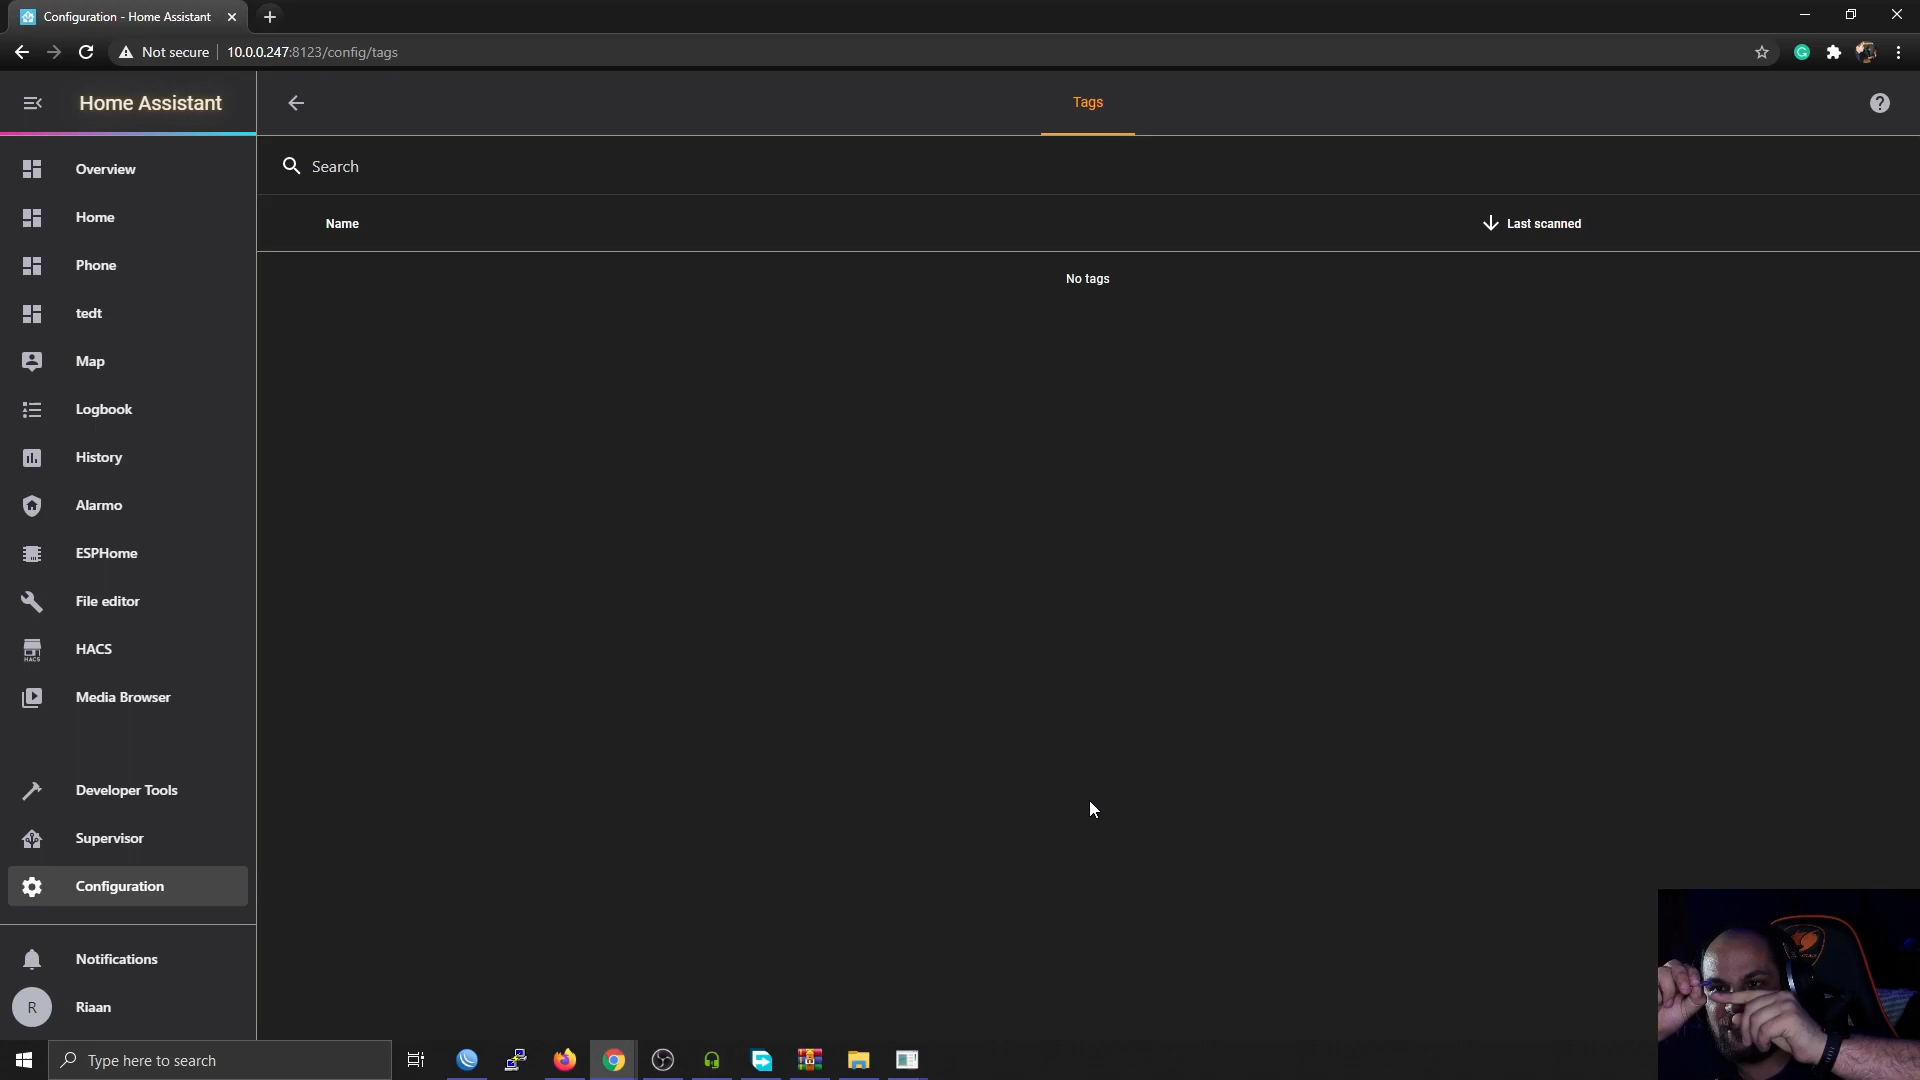 Configuration - Home Assistant
Not secure
10.0.0.247:8123/config/tags
Home Assistant
Tags
Overview
Search
Home
Name
Last scanned
Phone
No tags
tedt
Map
Logbook
History
Alarmo
ESPHome
File editor
HACS
HACS
Media Browser
Developer Tools
Supervisor
Configuration
Notifications
R
Riaan
Type here to search